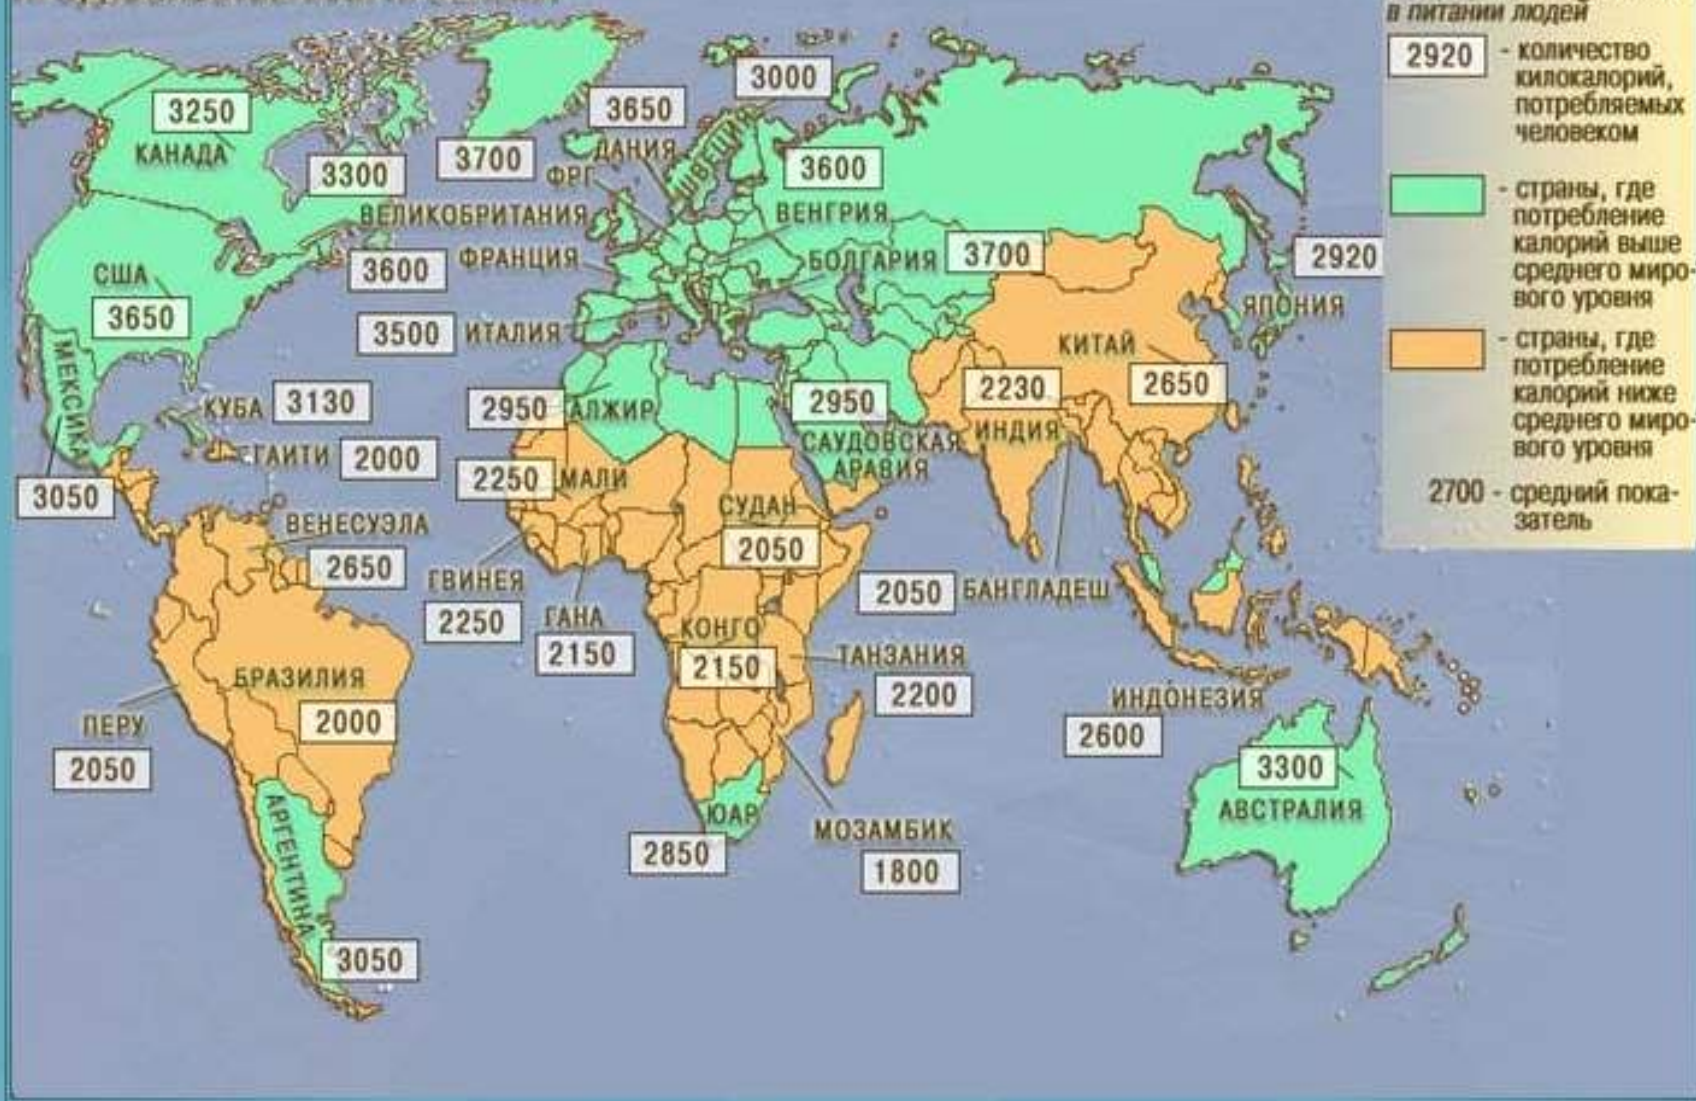 в питании людей
2920 - количество
килокалорий,
потребляемых
человеком
- страны, где
потребление
калорий выше
среднего миро-
вого уровня
- страны, где
потребление
калорий ниже
среднего миро-
вого уровня
2700 - средний пока-
затель
3000
3250
3650
КАНАДА
ДАНИЯ
ШВЕЦИЯ
3700
3600
3300
ФРГ
ВЕЛИКОБРИТАНИЯ
ВЕНГРИЯ
ФРАНЦИЯ
БОЛГАРИЯ
3700
2920
США
3600
3650
3500
ИТАЛИЯ
ЯПОНИЯ
КИТАЙ
МЕКСИКА
2230
2650
КУБА
3130
2950
АЛЖИР
2950
ИНДИЯ
САУДОВСКАЯ
АРАВИЯ
ГАИТИ
2000
2250
МАЛИ
3050
СУДАН
ВЕНЕСУЭЛА
2050
2650
ГВИНЕЯ
2050
БАНГЛАДЕШ
2250
ГАНА
КОНГО
2150
2150
ТАНЗАНИЯ
БРАЗИЛИЯ
2200
ИНДОНЕЗИЯ
2000
ПЕРУ
2600
2050
3300
АРГЕНТИНА
ЮАР
АВСТРАЛИЯ
МОЗАМБИК
2850
1800
3050